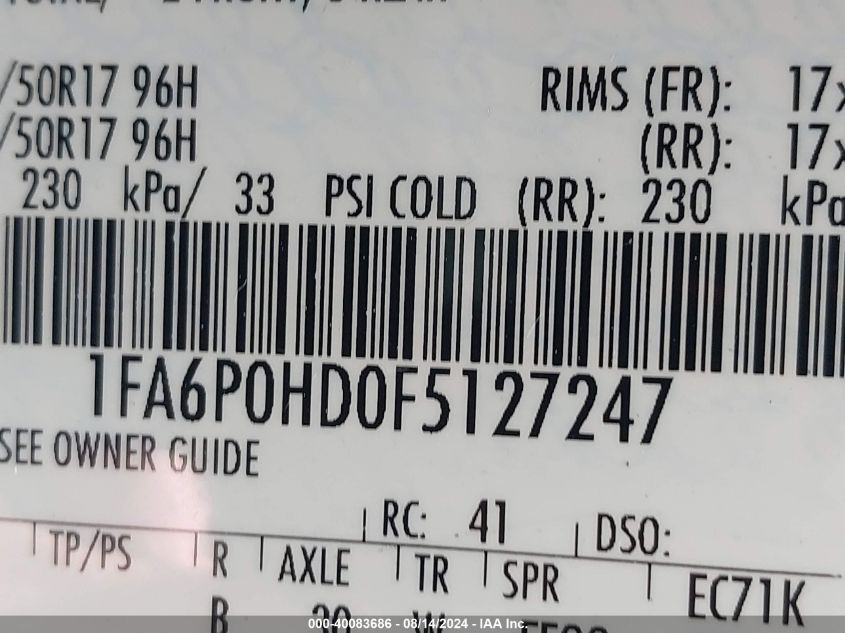 /50R17 96H RIMS (FR): 17x
/50R17 96H (RR): 17x
230 kPa/ 33 PSI COLD (RR): 230 kPa
1FA6P0HD0F5127247
SEE OWNER GUIDE
RC: 41 DSO:
TP/PS R AXLE TR SPR EC71K
B
000-40083686 - 08/14/2024 - IAA Inc.